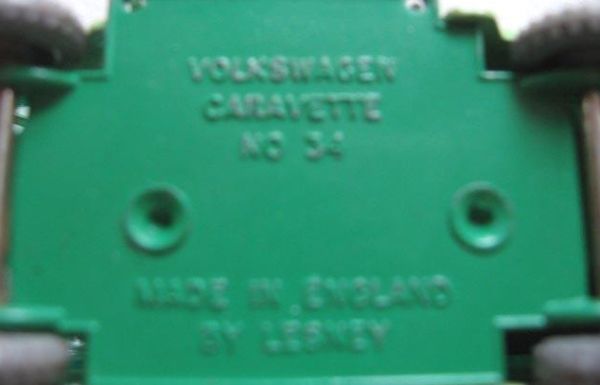 VOLKSWAGEN
CARAVETTE
NO 34
MADE IN ENGLAND
BY LESNEY